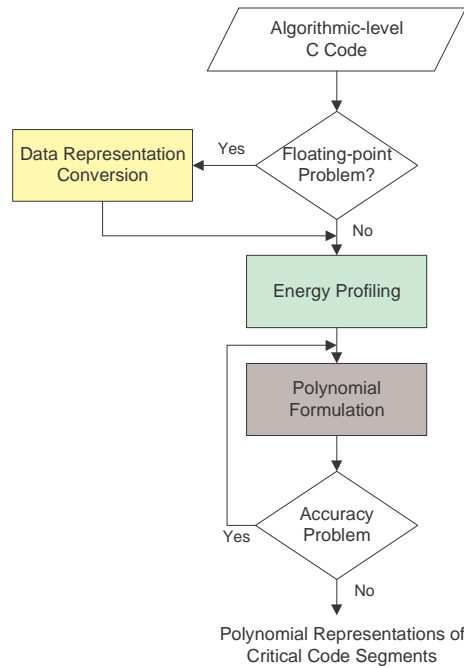 Algorithmic-level
C Code
Floating-point
Problem?
Yes
Data Representation
Conversion
No
Energy Profiling
Polynomial
Formulation
Accuracy
Problem
Yes
No
Polynomial Representations of
Critical Code Segments